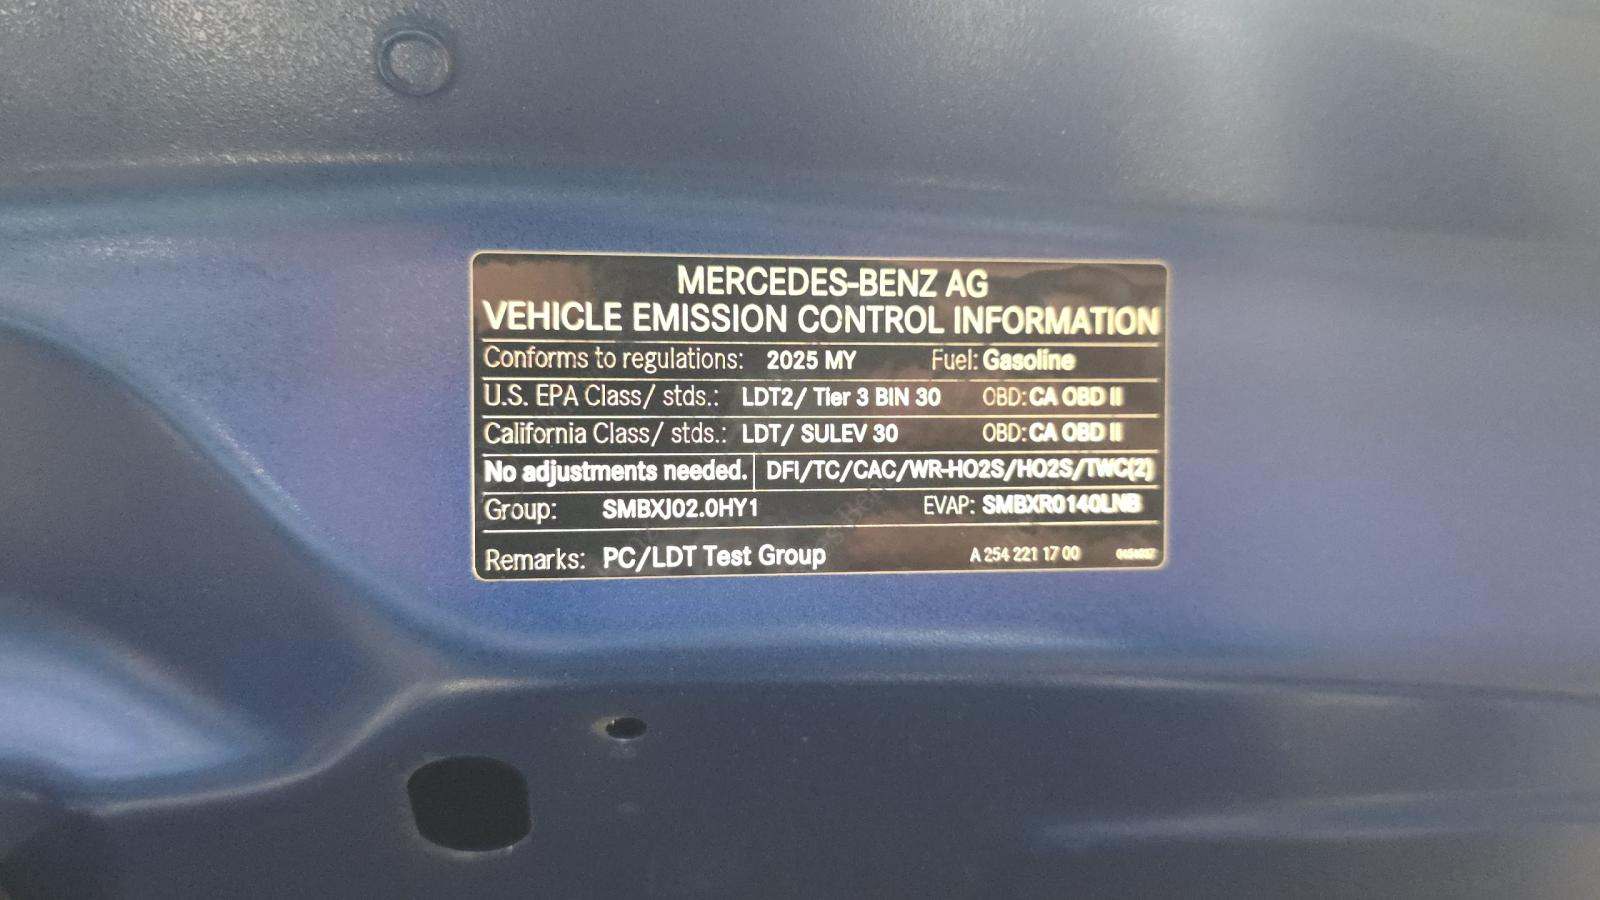 MERCEDES-BENZ AG
VEHICLE EMISSION CONTROL INFORMATION
Conforms to regulations: 2025 MY Fuel: Gasoline
U.S. EPA Class/ stds.: LDT2/ Tier 3 BIN 30 OBD: CA OBD II
California Class/ stds.: LDT/ SULEV 30 OBD: CA OBD II
No adjustments needed. DFI/TC/CAC/WR-HO2S/HO2S/TWC(2)
Group: SMBXJ02.0HY1 EVAP: SMBXR0140LNB
Remarks: PC/LDT Test Group A 254 221 17 00